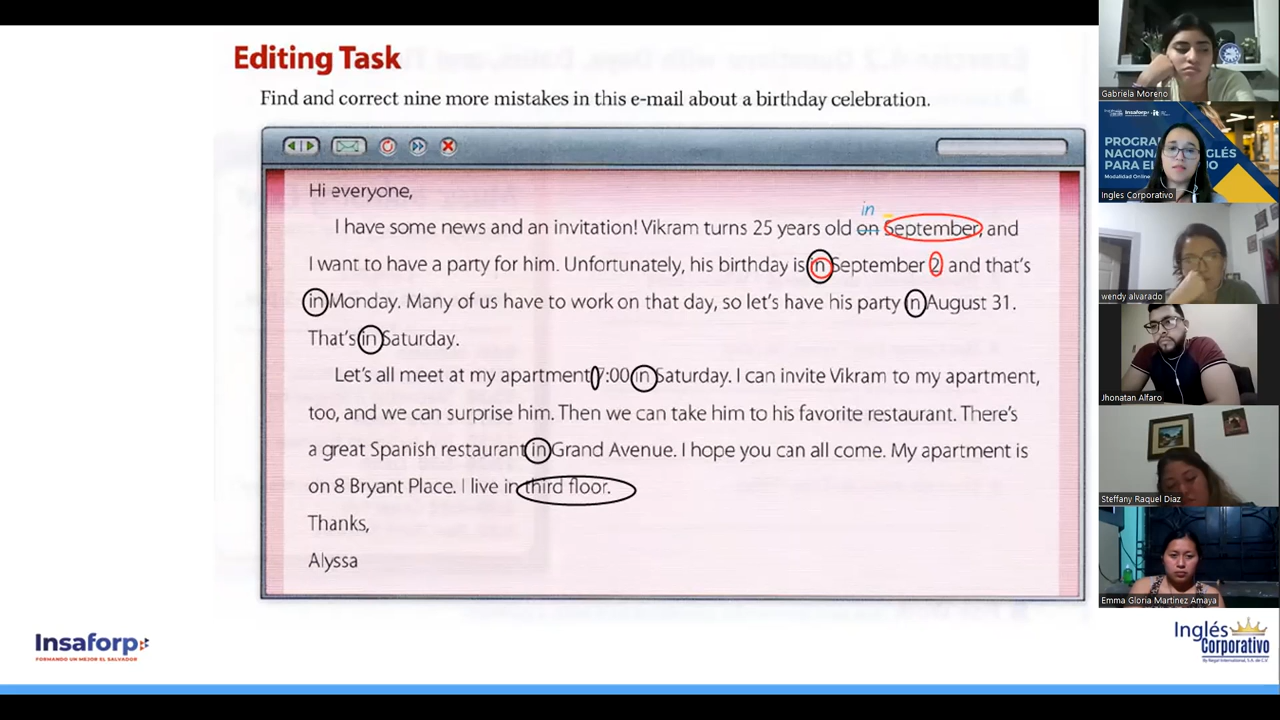 Editing Task
Find and correct nine more mistakes in this e-mail about a birthday celebration.
Hi everyone,
in
I have some news and an invitation! Vikram turns 25 years old on September, and
I want to have a party for him. Unfortunately, his birthday is in September 2 and that's
in Monday. Many of us have to work on that day, so let's have his party in August 31.
That's in Saturday.
Let's all meet at my apartment 7:00 in Saturday. I can invite Vikram to my apartment,
too, and we can surprise him. Then we can take him to his favorite restaurant. There's
a great Spanish restaurant in Grand Avenue. I hope you can all come. My apartment is
on 8 Bryant Place. I live in third floor.
Thanks,
Alyssa
Insaforp
FORMANDO UN MEJOR EL SALVADOR
Inglés
Corporativo
By Regal International, S.A. de C.V
Gabriela Moreno
Insaforp
Ingles Corporativo
wendy alvarado
Jhonatan Alfaro
Steffany Raquel Diaz
Emma Gloria Martinez Amaya